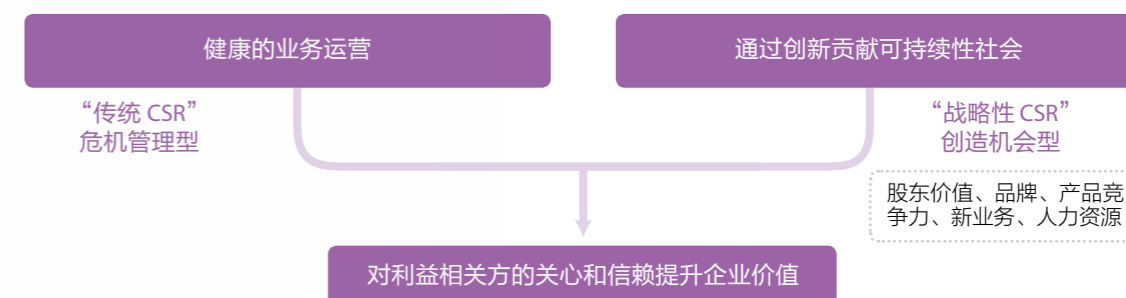 健康的业务运营
通过创新贡献可持续性社会
“传统 CSR”
危机管理型
“战略性 CSR”
创造机会型
股东价值、品牌、产品竞
争力、新业务、人力资源
对利益相关方的关心和信赖提升企业价值